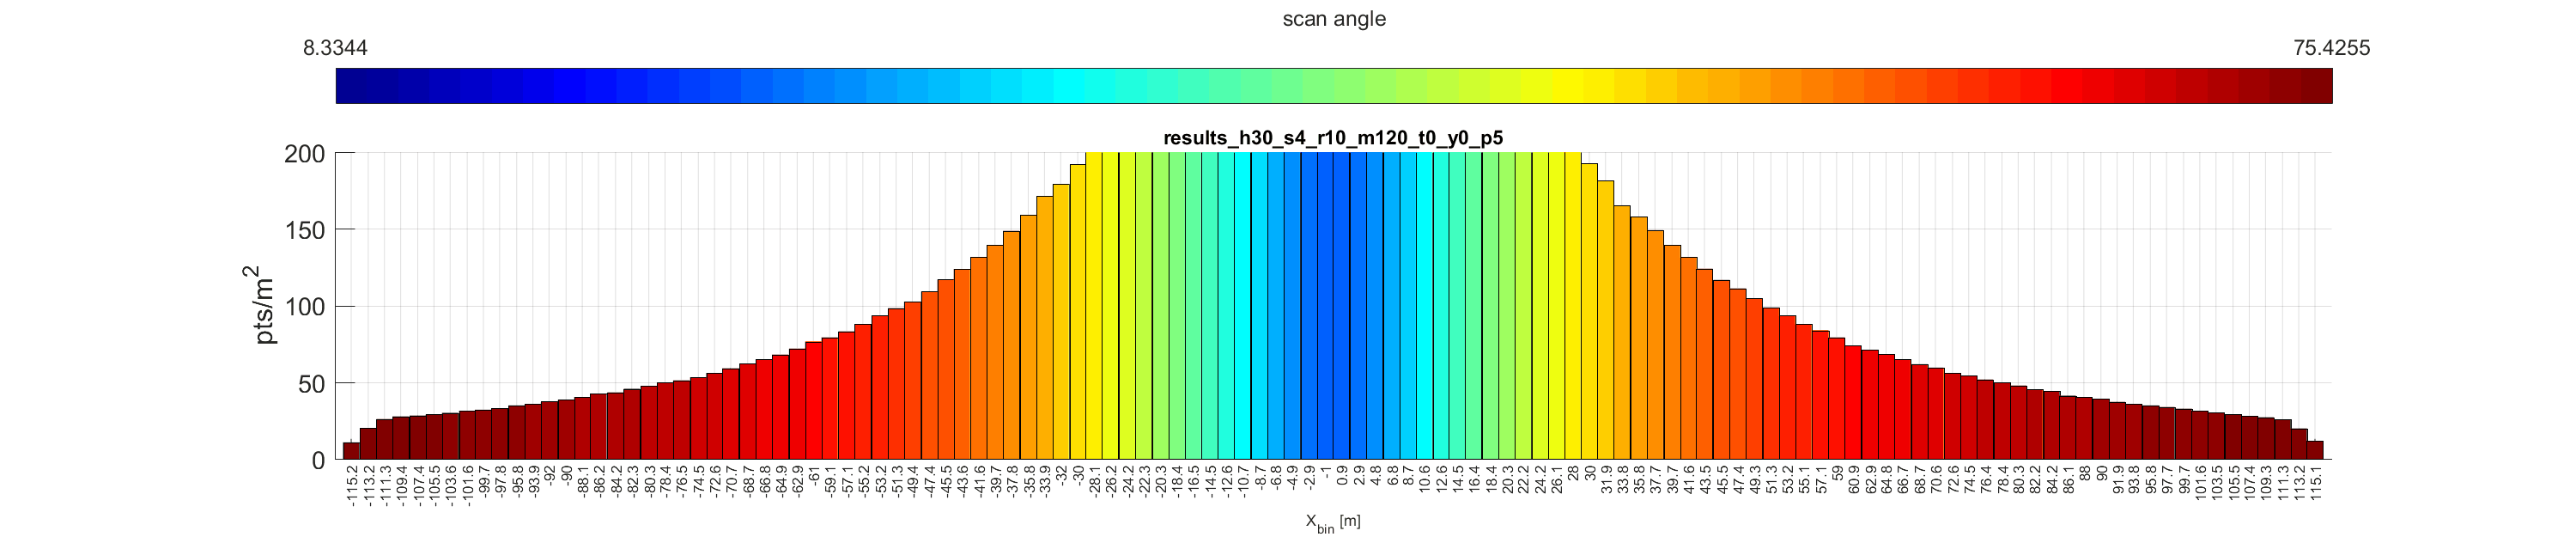 scan angle
8.3344 75.4255
results_h30_s4_r10_m120_t0_y0_p5
200
150
100
50
0
pts/m2
-115.2 -113.2 -111.3 -109.4 -107.4 -105.5 -103.6 -101.6 -99.7 -97.8 -95.8 -93.9 -92 -90 -88.1 -86.2 -84.2 -82.3 -80.3 -78.4 -76.5 -74.5 -72.6 -70.7 -68.7 -66.8 -64.9 -62.9 -61 -59.1 -57.1 -55.2 -53.2 -51.3 -49.4 -47.4 -45.5 -43.6 -41.6 -39.7 -37.8 -35.8 -33.9 -32 -30 -28.1 -26.2 -24.2 -22.3 -20.3 -18.4 -16.5 -14.5 -12.6 -10.7 -8.7 -6.8 -4.9 -2.9 -1 0.9 2.9 4.8 6.8 8.7 10.6 12.6 14.5 16.4 18.4 20.3 22.2 24.2 26.1 28 30 31.9 33.8 35.8 37.7 39.7 41.6 43.5 45.5 47.4 49.3 51.3 53.2 55.1 57.1 59 60.9 62.9 64.8 66.7 68.7 70.6 72.6 74.5 76.4 78.4 80.3 82.2 84.2 86.1 88 90 91.9 93.8 95.8 97.7 99.7 101.6 103.5 105.5 107.4 109.3 111.3 113.2 115.1
Xbin [m]